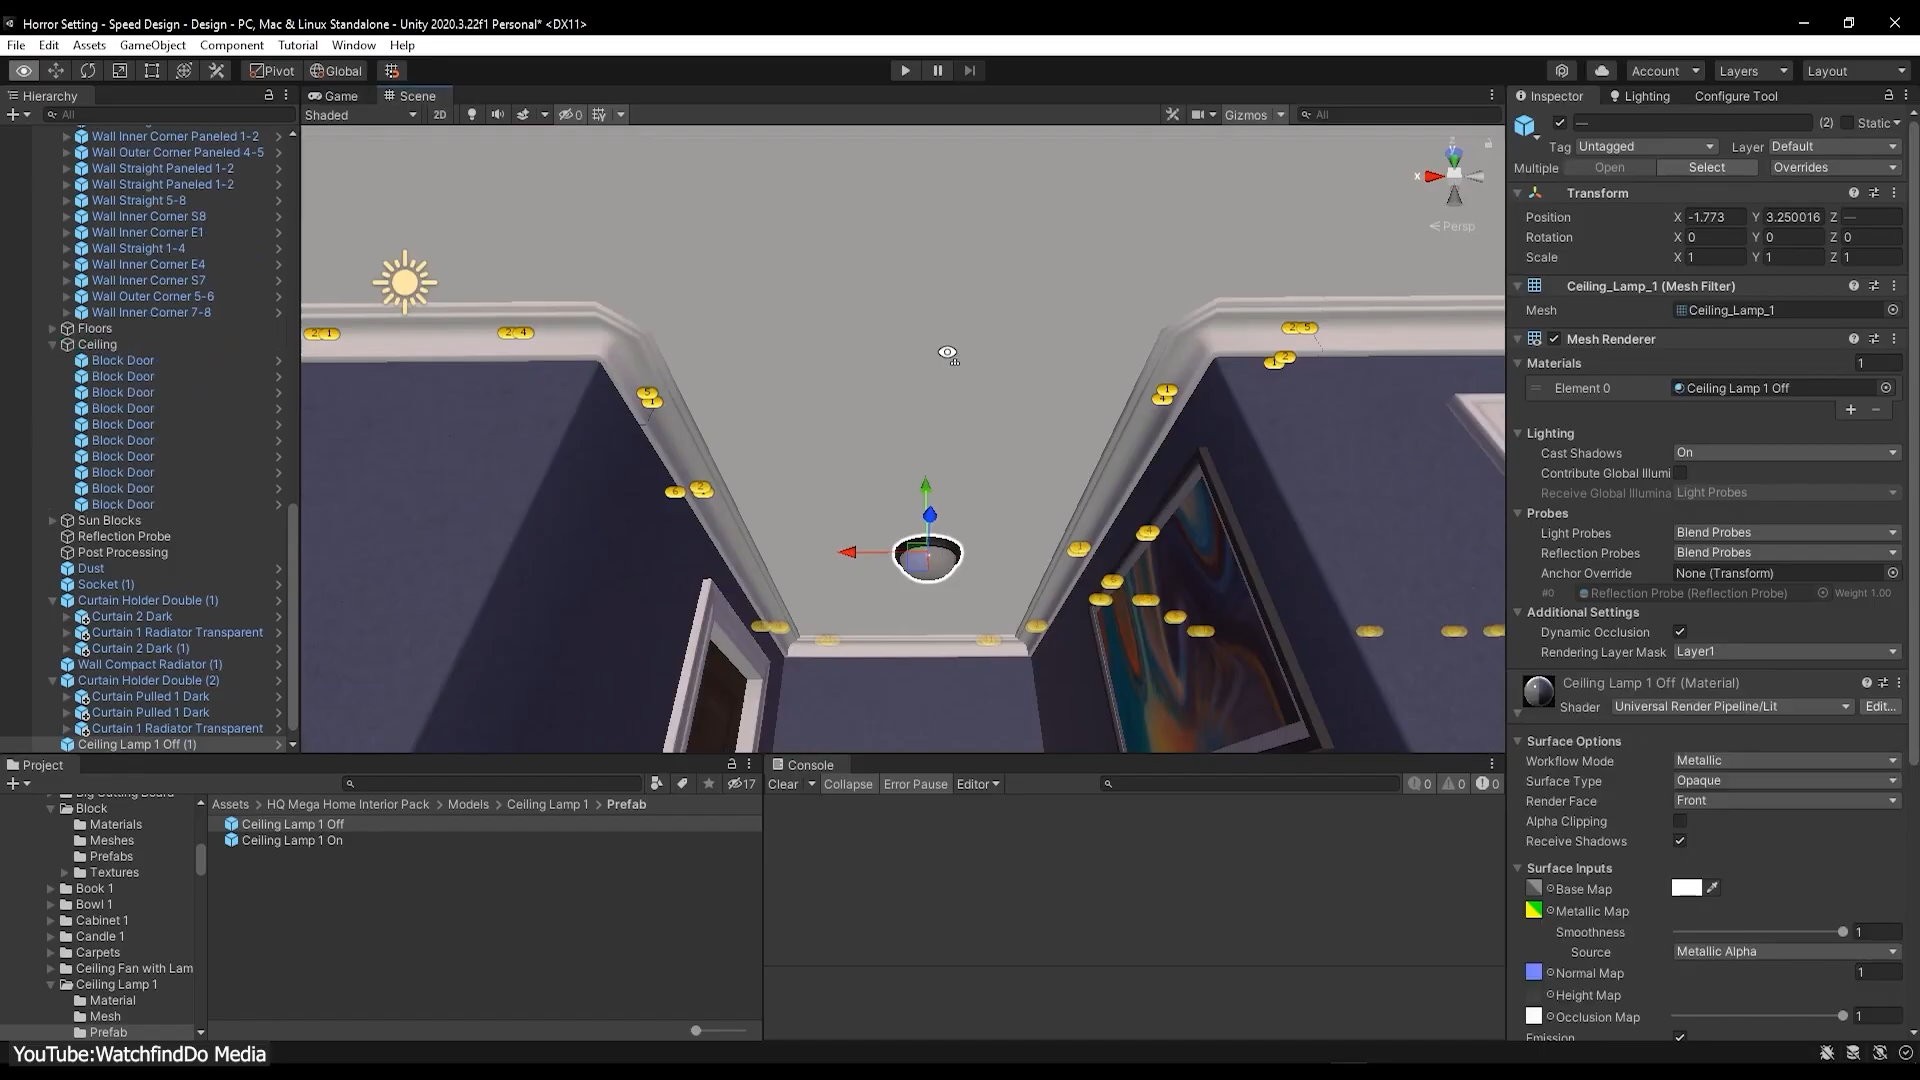 Horror Setting - Speed Design - Design - PC, Mac & Linux Standalone - Unity 2020.3.22f1 Personal* <DX11>
File Edit Assets GameObject Component Tutorial Window Help
Pivot Global Account Layers Layout
Hierarchy
All
Wall Inner Corner Paneled 1-2
Wall Outer Corner Paneled 4-5
Wall Straight Paneled 1-2
Wall Straight Paneled 1-2
Wall Straight 5-8
Wall Inner Corner S8
Wall Inner Corner E1
Wall Straight 1-4
Wall Inner Corner E4
Wall Inner Corner S7
Wall Outer Corner 5-6
Wall Inner Corner 7-8
Floors
Ceiling
Block Door
Block Door
Block Door
Block Door
Block Door
Block Door
Block Door
Block Door
Block Door
Block Door
Sun Blocks
Reflection Probe
Post Processing
Dust
Socket (1)
Curtain Holder Double (1)
Curtain 2 Dark
Curtain 1 Radiator Transparent
Curtain 2 Dark (1)
Wall Compact Radiator (1)
Curtain Holder Double (2)
Curtain Pulled 1 Dark
Curtain Pulled 1 Dark
Curtain 1 Radiator Transparent
Ceiling Lamp 1 Off (1)
Game Scene
Shaded 2D 0 Gizmos All
X
Persp
Inspector Lighting Configure Tool
— (2) Static
Tag Untagged Layer Default
Multiple Open Select Overrides
Transform
Position X -1.773 Y 3.250016 Z —
Rotation X 0 Y 0 Z 0
Scale X 1 Y 1 Z 1
Ceiling_Lamp_1 (Mesh Filter)
Mesh Ceiling_Lamp_1
Mesh Renderer
Materials 1
Element 0 Ceiling Lamp 1 Off
Lighting
Cast Shadows On
Contribute Global Illumi
Receive Global Illumina Light Probes
Probes
Light Probes Blend Probes
Reflection Probes Blend Probes
Anchor Override None (Transform)
#0 Reflection Probe (Reflection Probe) Weight 1.00
Additional Settings
Dynamic Occlusion
Rendering Layer Mask Layer1
Ceiling Lamp 1 Off (Material)
Shader Universal Render Pipeline/Lit Edit...
Surface Options
Workflow Mode Metallic
Surface Type Opaque
Render Face Front
Alpha Clipping
Receive Shadows
Surface Inputs
Base Map
Metallic Map
Smoothness 1
Source Metallic Alpha
Normal Map 1
Height Map
Occlusion Map 1
Emission
Project
17
Big Cutting Board
Block
Materials
Meshes
Prefabs
Textures
Book 1
Bowl 1
Cabinet 1
Candle 1
Carpets
Ceiling Fan with Lam
Ceiling Lamp 1
Material
Mesh
Prefab
Assets > HQ Mega Home Interior Pack > Models > Ceiling Lamp 1 > Prefab
Ceiling Lamp 1 Off
Ceiling Lamp 1 On
Console
Clear Collapse Error Pause Editor 0 0 0
YouTube:WatchfindDo Media